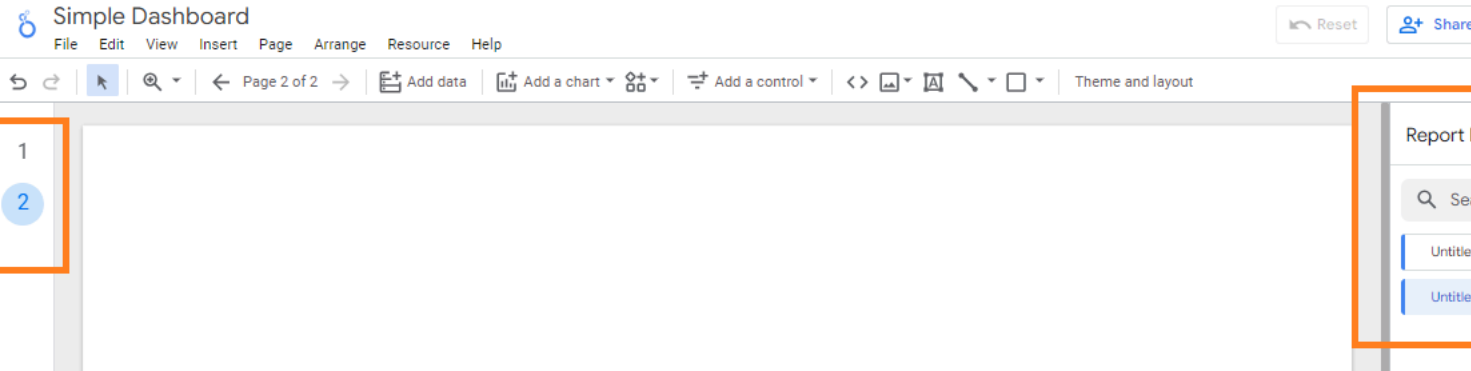 Simple Dashboard
File Edit View Insert Page Arrange Resource Help
Reset
Share
Page 2 of 2 Add data Add a chart Add a control Theme and layout
1
2
Report